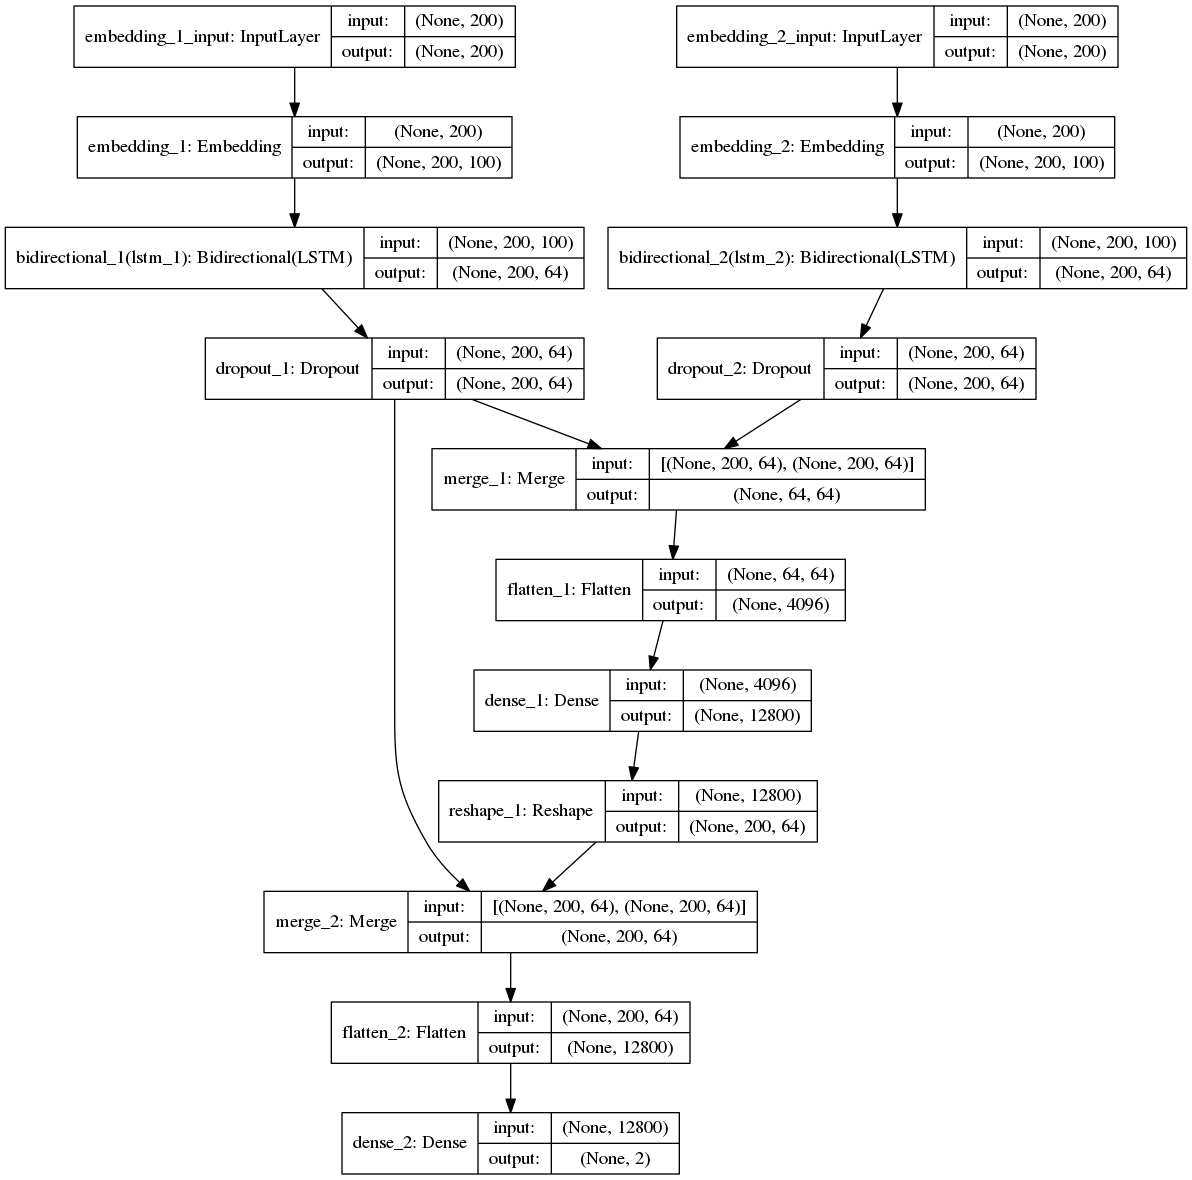 embedding_1_input: InputLayer
input: (None, 200)
output: (None, 200)
embedding_2_input: InputLayer
input: (None, 200)
output: (None, 200)
embedding_1: Embedding
input: (None, 200)
output: (None, 200, 100)
embedding_2: Embedding
input: (None, 200)
output: (None, 200, 100)
bidirectional_1(lstm_1): Bidirectional(LSTM)
input: (None, 200, 100)
output: (None, 200, 64)
bidirectional_2(lstm_2): Bidirectional(LSTM)
input: (None, 200, 100)
output: (None, 200, 64)
dropout_1: Dropout
input: (None, 200, 64)
output: (None, 200, 64)
dropout_2: Dropout
input: (None, 200, 64)
output: (None, 200, 64)
merge_1: Merge
input: [(None, 200, 64), (None, 200, 64)]
output: (None, 64, 64)
flatten_1: Flatten
input: (None, 64, 64)
output: (None, 4096)
dense_1: Dense
input: (None, 4096)
output: (None, 12800)
reshape_1: Reshape
input: (None, 12800)
output: (None, 200, 64)
merge_2: Merge
input: [(None, 200, 64), (None, 200, 64)]
output: (None, 200, 64)
flatten_2: Flatten
input: (None, 200, 64)
output: (None, 12800)
dense_2: Dense
input: (None, 12800)
output: (None, 2)